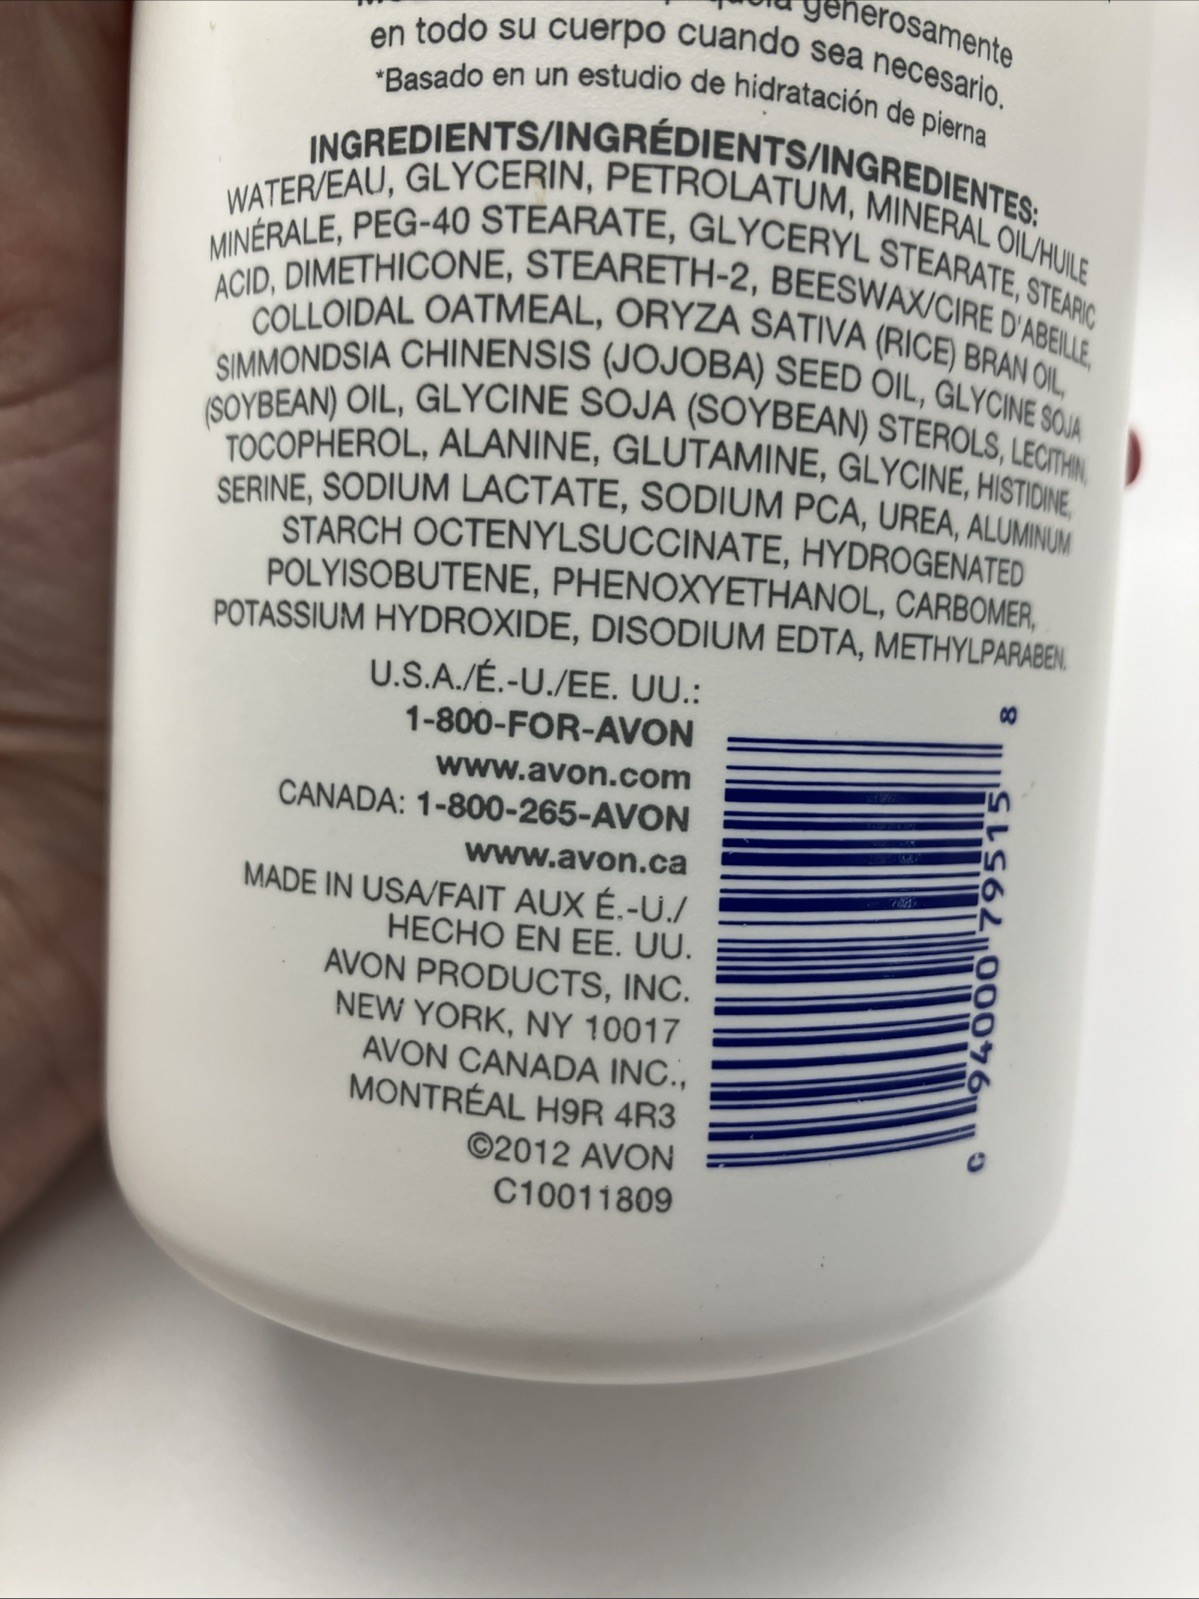 generosamente
en todo su cuerpo cuando sea necesario.
*Basado en un estudio de hidratación de pierna
INGREDIENTS/INGRÉDIENTS/INGREDIENTES:
WATER/EAU, GLYCERIN, PETROLATUM, MINERAL OIL/HUILE
MINÉRALE, PEG-40 STEARATE, GLYCERYL STEARATE, STEARIC
ACID, DIMETHICONE, STEARETH-2, BEESWAX/CIRE D'ABEILLE,
COLLOIDAL OATMEAL, ORYZA SATIVA (RICE) BRAN OIL,
SIMMONDSIA CHINENSIS (JOJOBA) SEED OIL, GLYCINE SOJA
(SOYBEAN) OIL, GLYCINE SOJA (SOYBEAN) STEROLS, LECITHIN,
TOCOPHEROL, ALANINE, GLUTAMINE, GLYCINE, HISTIDINE,
SERINE, SODIUM LACTATE, SODIUM PCA, UREA, ALUMINUM
STARCH OCTENYLSUCCINATE, HYDROGENATED
POLYISOBUTENE, PHENOXYETHANOL, CARBOMER,
POTASSIUM HYDROXIDE, DISODIUM EDTA, METHYLPARABEN.
U.S.A./É.-U./EE. UU.:
1-800-FOR-AVON
www.avon.com
CANADA: 1-800-265-AVON
www.avon.ca
MADE IN USA/FAIT AUX É.-U./
HECHO EN EE. UU.
AVON PRODUCTS, INC.
NEW YORK, NY 10017
AVON CANADA INC.,
MONTRÉAL H9R 4R3
©2012 AVON
C10011809
0 94000 79515 8